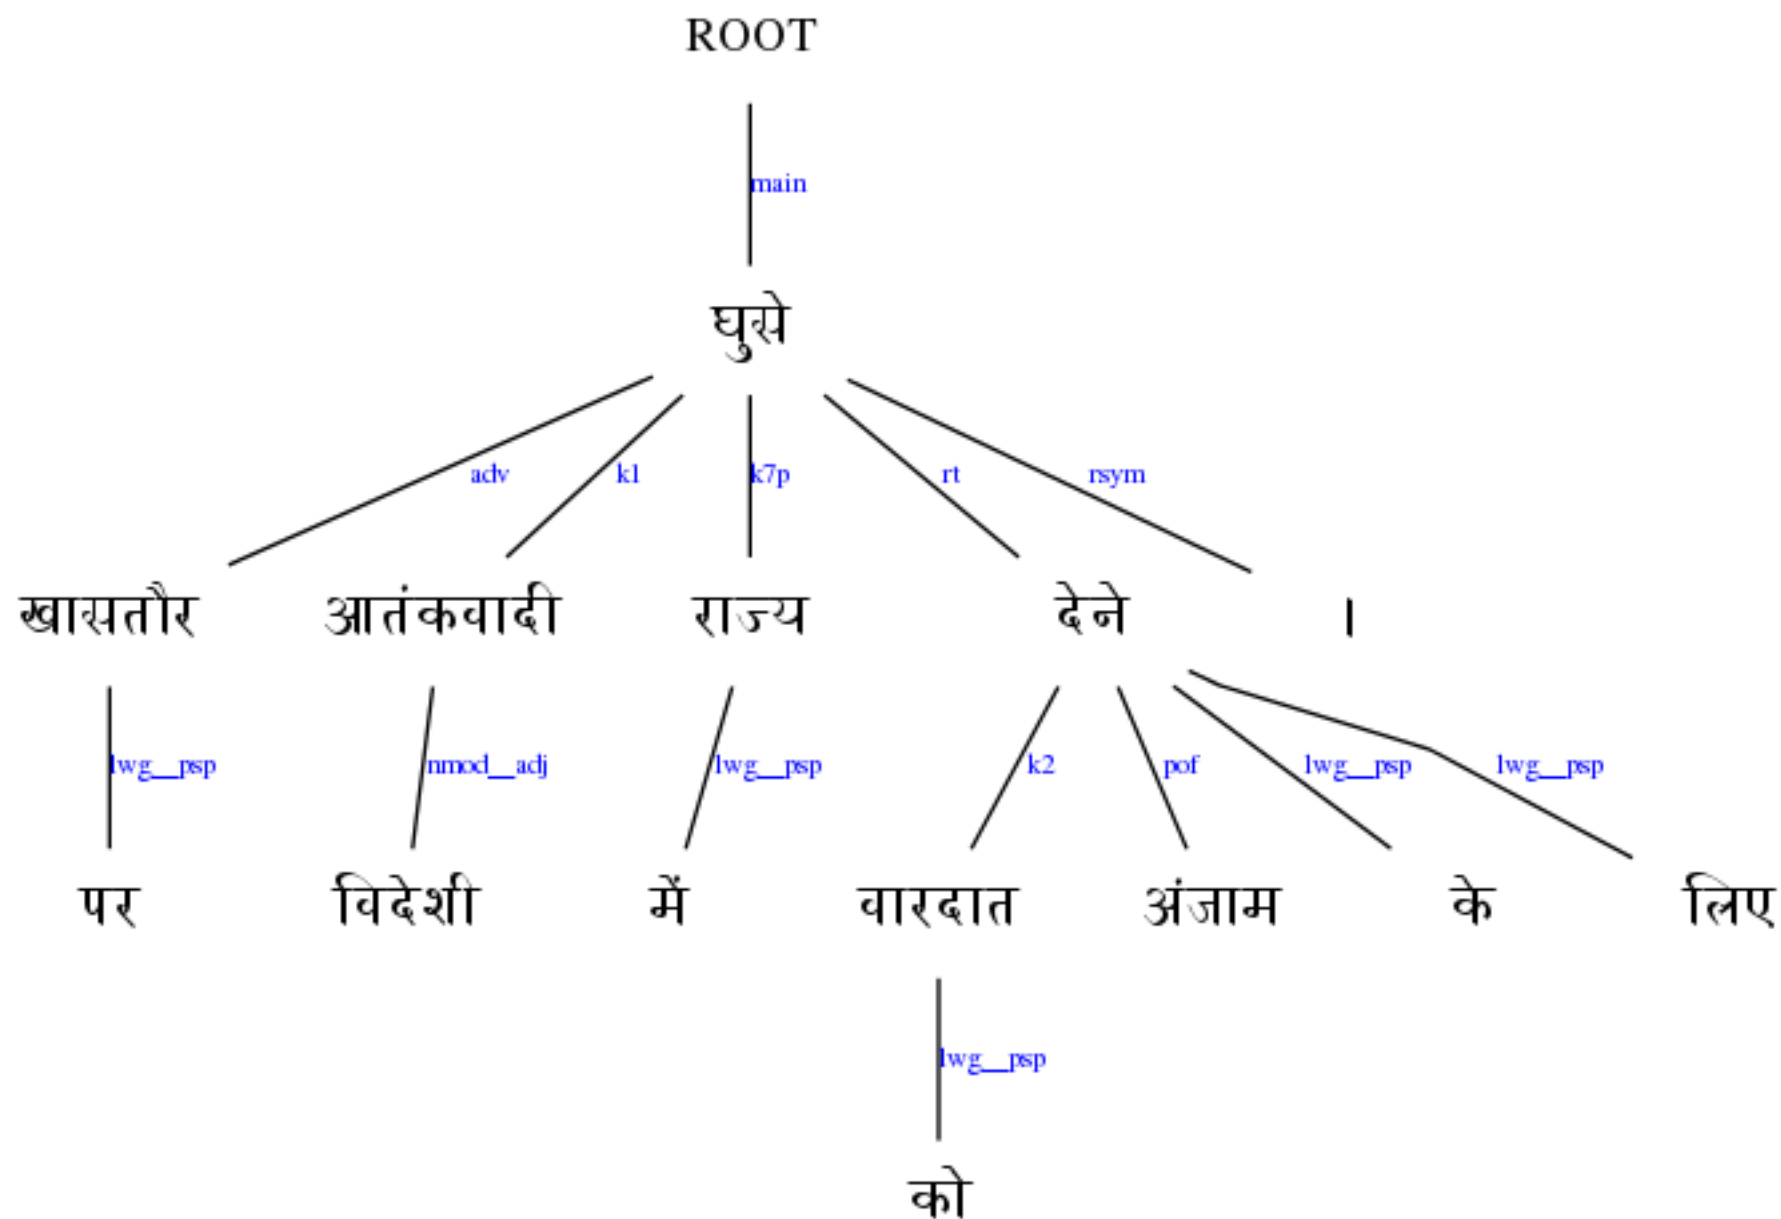 ROOT
main
घुसे
adv k1 k7p rt rsym
खासतौर आतंकवादी राज्य देने ।
lwg__psp nmod__adj lwg__psp k2 pof lwg__psp lwg__psp
पर विदेशी में वारदात अंजाम के लिए
lwg__psp
को